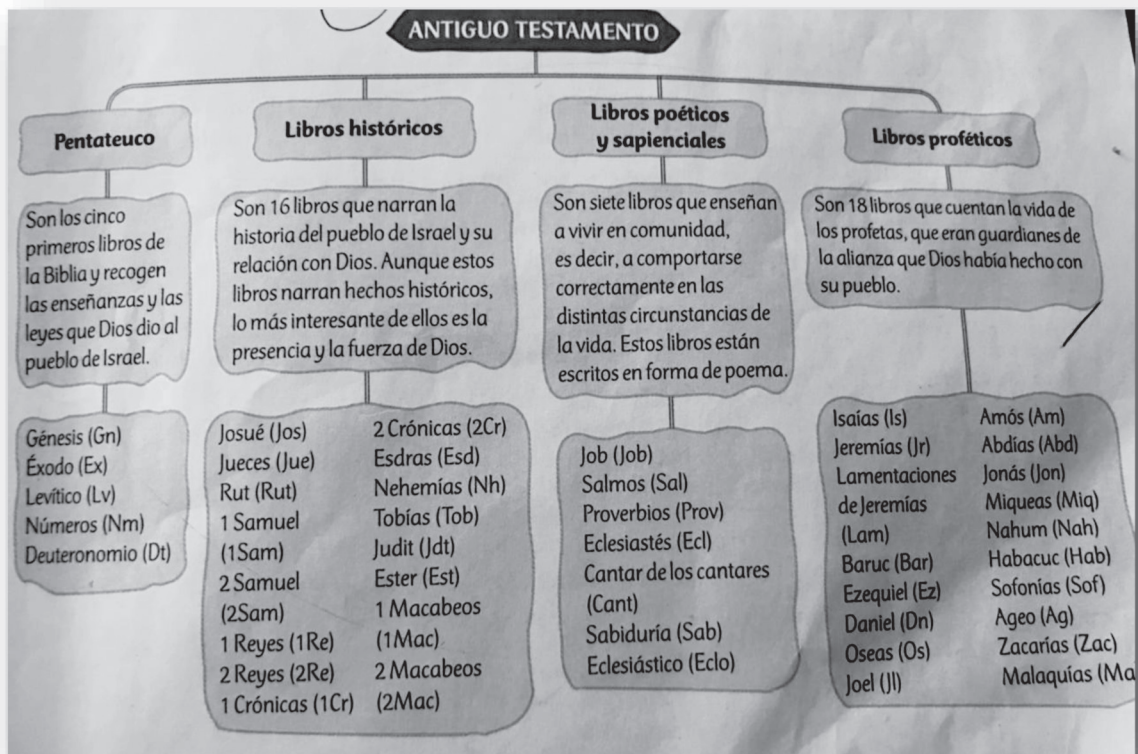 ANTIGUO TESTAMENTO
Pentateuco
Son los cinco
primeros libros de
la Biblia y recogen
las enseñanzas y las
leyes que Dios dio al
pueblo de Israel.
Génesis (Gn)
Éxodo (Ex)
Levítico (Lv)
Números (Nm)
Deuteronomio (Dt)
Libros históricos
Son 16 libros que narran la
historia del pueblo de Israel y su
relación con Dios. Aunque estos
libros narran hechos históricos,
lo más interesante de ellos es la
presencia y la fuerza de Dios.
Josué (Jos)
Jueces (Jue)
Rut (Rut)
1 Samuel
(1Sam)
2 Samuel
(2Sam)
1 Reyes (1Re)
2 Reyes (2Re)
1 Crónicas (1Cr)
2 Crónicas (2Cr)
Esdras (Esd)
Nehemías (Nh)
Tobías (Tob)
Judit (Jdt)
Ester (Est)
1 Macabeos
(1Mac)
2 Macabeos
(2Mac)
Libros poéticos
y sapienciales
Son siete libros que enseñan
a vivir en comunidad,
es decir, a comportarse
correctamente en las
distintas circunstancias de
la vida. Estos libros están
escritos en forma de poema.
Job (Job)
Salmos (Sal)
Proverbios (Prov)
Eclesiastés (Ecl)
Cantar de los cantares
(Cant)
Sabiduría (Sab)
Eclesiástico (Eclo)
Libros proféticos
Son 18 libros que cuentan la vida de
los profetas, que eran guardianes de
la alianza que Dios había hecho con
su pueblo.
Isaías (Is)
Jeremías (Jr)
Lamentaciones
de Jeremías
(Lam)
Baruc (Bar)
Ezequiel (Ez)
Daniel (Dn)
Oseas (Os)
Joel (Jl)
Amós (Am)
Abdías (Abd)
Jonás (Jon)
Miqueas (Miq)
Nahum (Nah)
Habacuc (Hab)
Sofonías (Sof)
Ageo (Ag)
Zacarías (Zac)
Malaquías (Ma